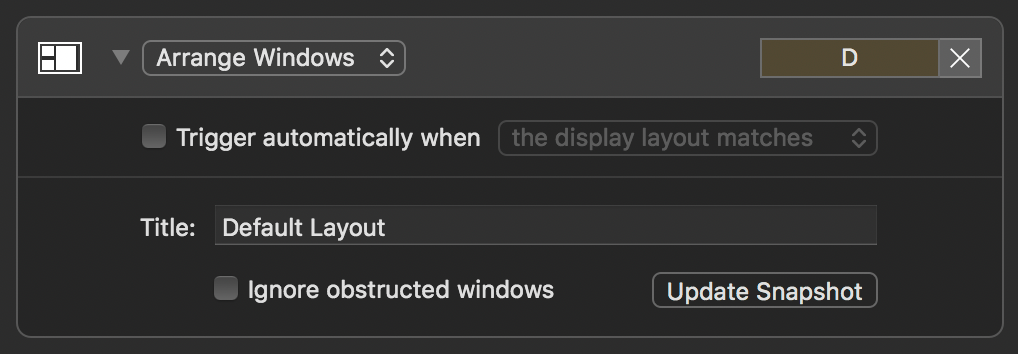 Arrange Windows D
Trigger automatically when the display layout matches
Title: Default Layout
Ignore obstructed windows Update Snapshot